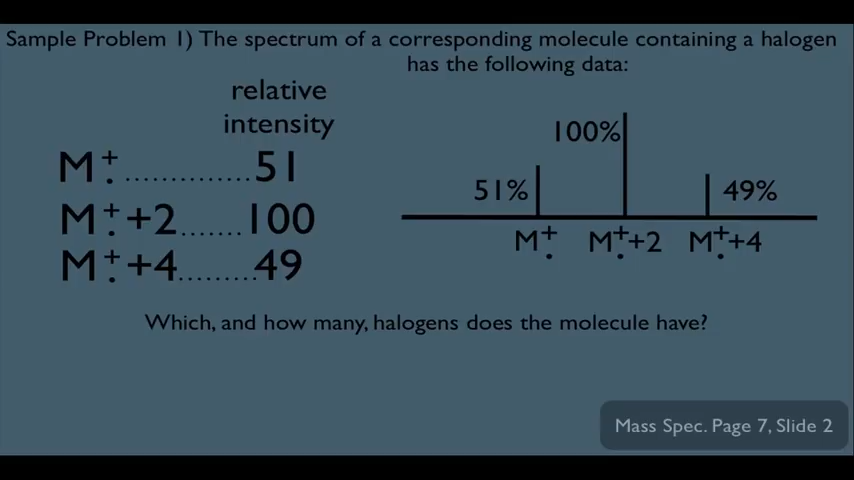 Sample Problem 1) The spectrum of a corresponding molecule containing a halogen
has the following data:
relative
intensity
M⁺. ..............51
M⁺.+2.......100
M⁺.+4.........49
100%
51%
49%
M⁺. M⁺.+2 M⁺.+4
Which, and how many, halogens does the molecule have?
Mass Spec. Page 7, Slide 2